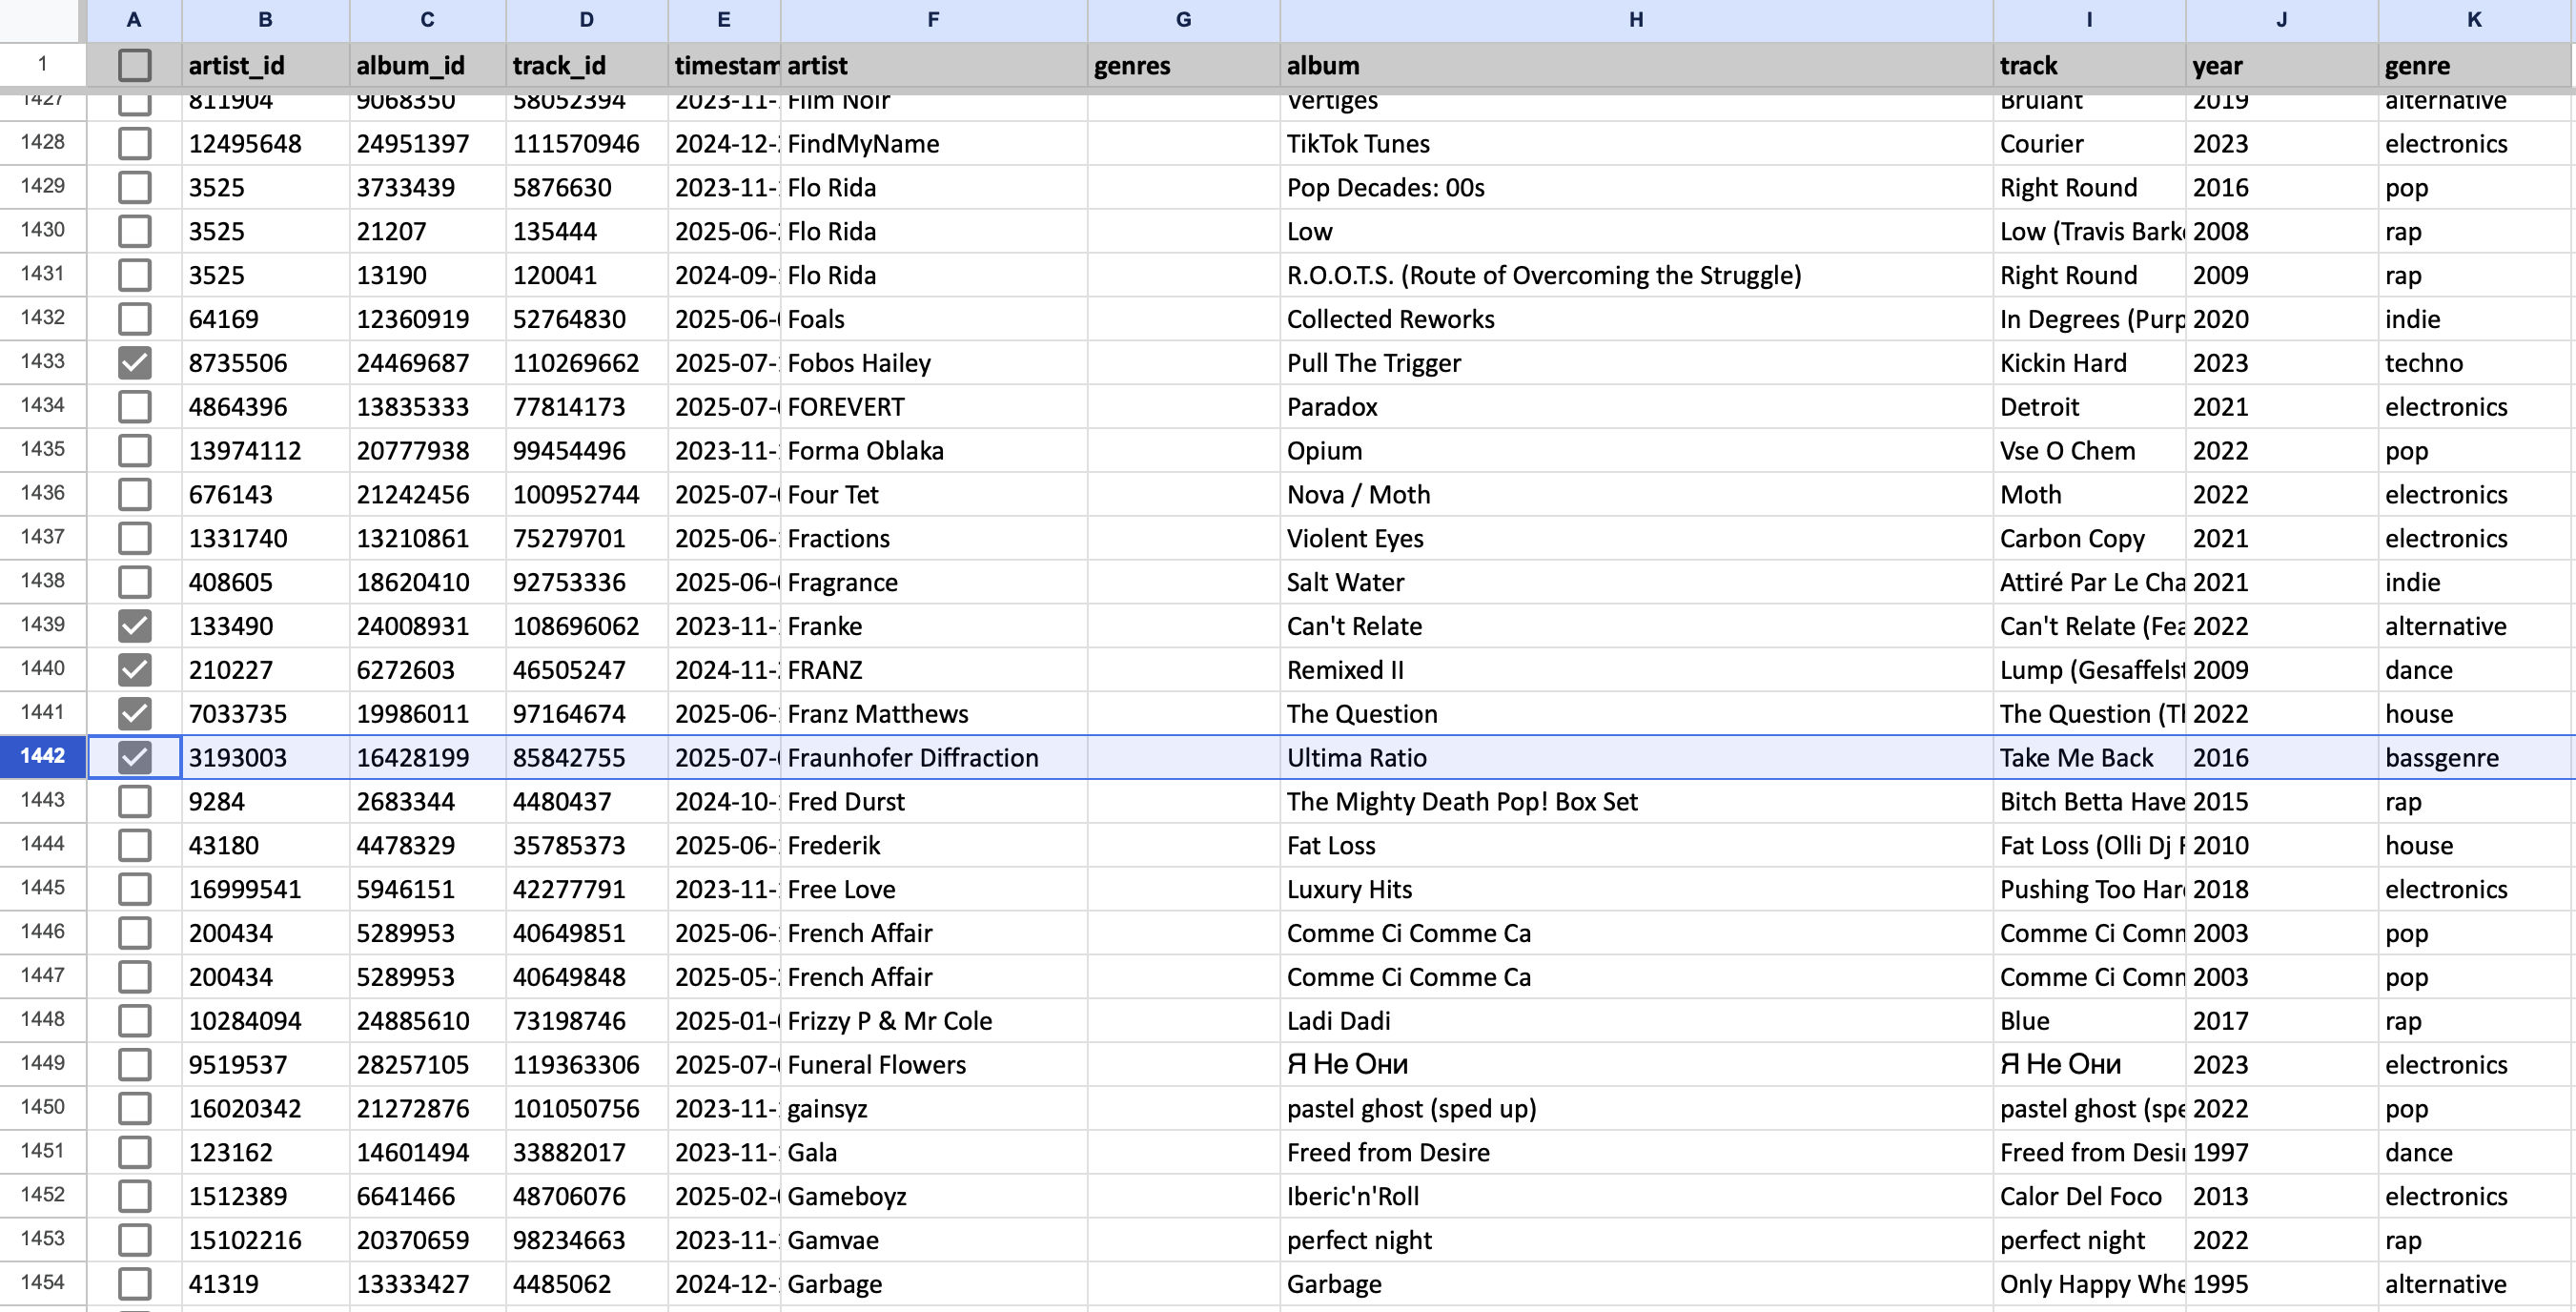 A B C D E F G H I J K
1 artist_id album_id track_id timestam artist genres album track year genre
1427 811904 9068350 58052394 2023-11- Film Noir Vertiges Brûlant 2019 alternative
1428 12495648 24951397 111570946 2024-12- FindMyName TikTok Tunes Courier 2023 electronics
1429 3525 3733439 5876630 2023-11- Flo Rida Pop Decades: 00s Right Round 2016 pop
1430 3525 21207 135444 2025-06- Flo Rida Low Low (Travis Bark 2008 rap
1431 3525 13190 120041 2024-09- Flo Rida R.O.O.T.S. (Route of Overcoming the Struggle) Right Round 2009 rap
1432 64169 12360919 52764830 2025-06- Foals Collected Reworks In Degrees (Purp 2020 indie
1433 8735506 24469687 110269662 2025-07- Fobos Hailey Pull The Trigger Kickin Hard 2023 techno
1434 4864396 13835333 77814173 2025-07- FOREVERT Paradox Detroit 2021 electronics
1435 13974112 20777938 99454496 2023-11- Forma Oblaka Opium Vse O Chem 2022 pop
1436 676143 21242456 100952744 2025-07- Four Tet Nova / Moth Moth 2022 electronics
1437 1331740 13210861 75279701 2025-06- Fractions Violent Eyes Carbon Copy 2021 electronics
1438 408605 18620410 92753336 2025-06- Fragrance Salt Water Attiré Par Le Cha 2021 indie
1439 133490 24008931 108696062 2023-11- Franke Can't Relate Can't Relate (Fea 2022 alternative
1440 210227 6272603 46505247 2024-11- FRANZ Remixed II Lump (Gesaffelst 2009 dance
1441 7033735 19986011 97164674 2025-06- Franz Matthews The Question The Question (Th 2022 house
1442 3193003 16428199 85842755 2025-07- Fraunhofer Diffraction Ultima Ratio Take Me Back 2016 bassgenre
1443 9284 2683344 4480437 2024-10- Fred Durst The Mighty Death Pop! Box Set Bitch Betta Have 2015 rap
1444 43180 4478329 35785373 2025-06- Frederik Fat Loss Fat Loss (Olli Dj 2010 house
1445 16999541 5946151 42277791 2023-11- Free Love Luxury Hits Pushing Too Har 2018 electronics
1446 200434 5289953 40649851 2025-06- French Affair Comme Ci Comme Ca Comme Ci Comm 2003 pop
1447 200434 5289953 40649848 2025-05- French Affair Comme Ci Comme Ca Comme Ci Comm 2003 pop
1448 10284094 24885610 73198746 2025-01- Frizzy P & Mr Cole Ladi Dadi Blue 2017 rap
1449 9519537 28257105 119363306 2025-07- Funeral Flowers Я Не Они Я Не Они 2023 electronics
1450 16020342 21272876 101050756 2023-11- gainsyz pastel ghost (sped up) pastel ghost (spe 2022 pop
1451 123162 14601494 33882017 2023-11- Gala Freed from Desire Freed from Desi 1997 dance
1452 1512389 6641466 48706076 2025-02- Gameboyz Iberic'n'Roll Calor Del Foco 2013 electronics
1453 15102216 20370659 98234663 2023-11- Gamvae perfect night perfect night 2022 rap
1454 41319 13333427 4485062 2024-12- Garbage Garbage Only Happy Whe 1995 alternative